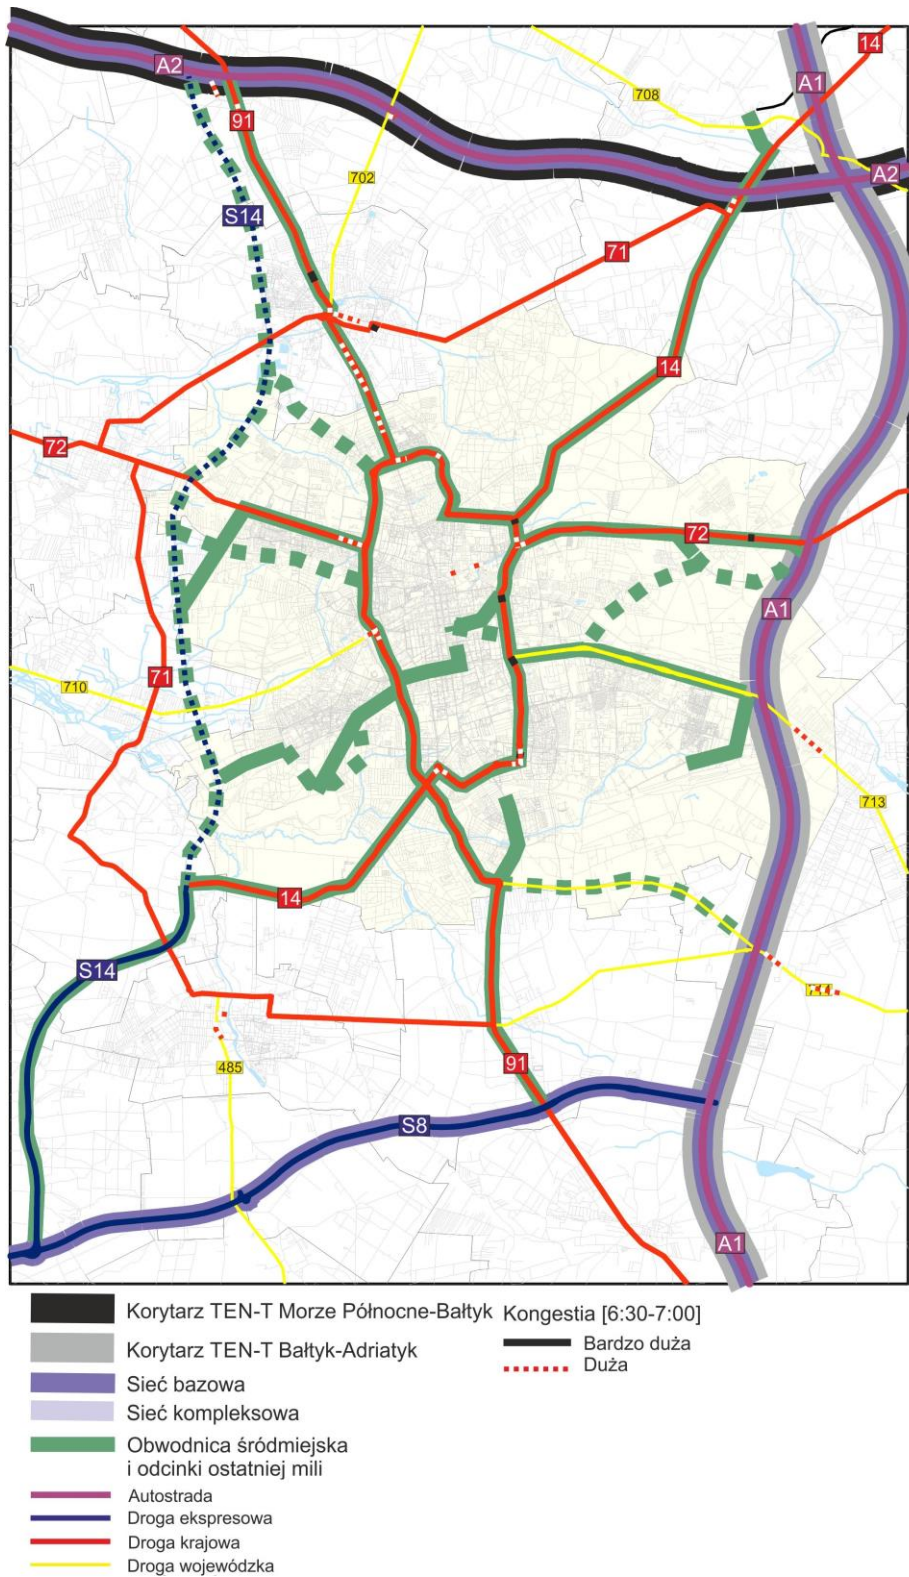 14
A2
A1
708
91
702
A2
S14
71
14
72
72
A1
71
710
713
14
S14
91
485
S8
A1
Korytarz TEN-T Morze Północne-Bałtyk
Korytarz TEN-T Bałtyk-Adriatyk
Sieć bazowa
Sieć kompleksowa
Obwodnica śródmiejska
i odcinki ostatniej mili
Autostrada
Droga ekspresowa
Droga krajowa
Droga wojewódzka
Kongestia [6:30-7:00]
Bardzo duża
Duża